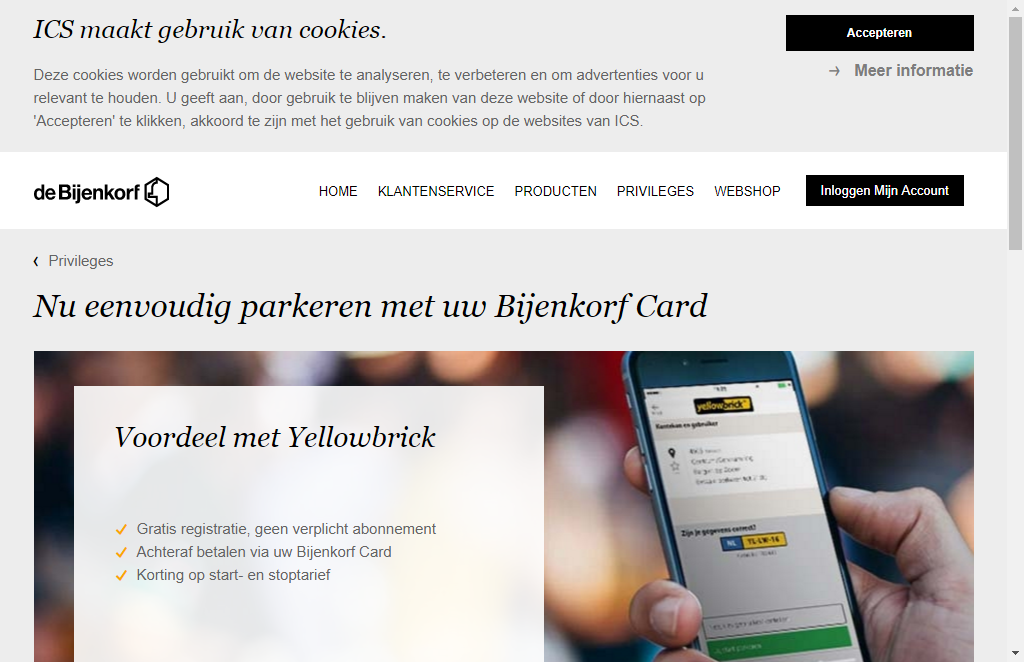 ICS maakt gebruik van cookies.
Accepteren
→ Meer informatie
Deze cookies worden gebruikt om de website te analyseren, te verbeteren en om advertenties voor u
relevant te houden. U geeft aan, door gebruik te blijven maken van deze website of door hiernaast op
'Accepteren' te klikken, akkoord te zijn met het gebruik van cookies op de websites van ICS.
de Bijenkorf
HOME KLANTENSERVICE PRODUCTEN PRIVILEGES WEBSHOP Inloggen Mijn Account
‹ Privileges
Nu eenvoudig parkeren met uw Bijenkorf Card
Voordeel met Yellowbrick
✓ Gratis registratie, geen verplicht abonnement
✓ Achteraf betalen via uw Bijenkorf Card
✓ Korting op start- en stoptarief
yellowbrick
Kenteken en gebruiker
Zijn je gegevens correct?
NL